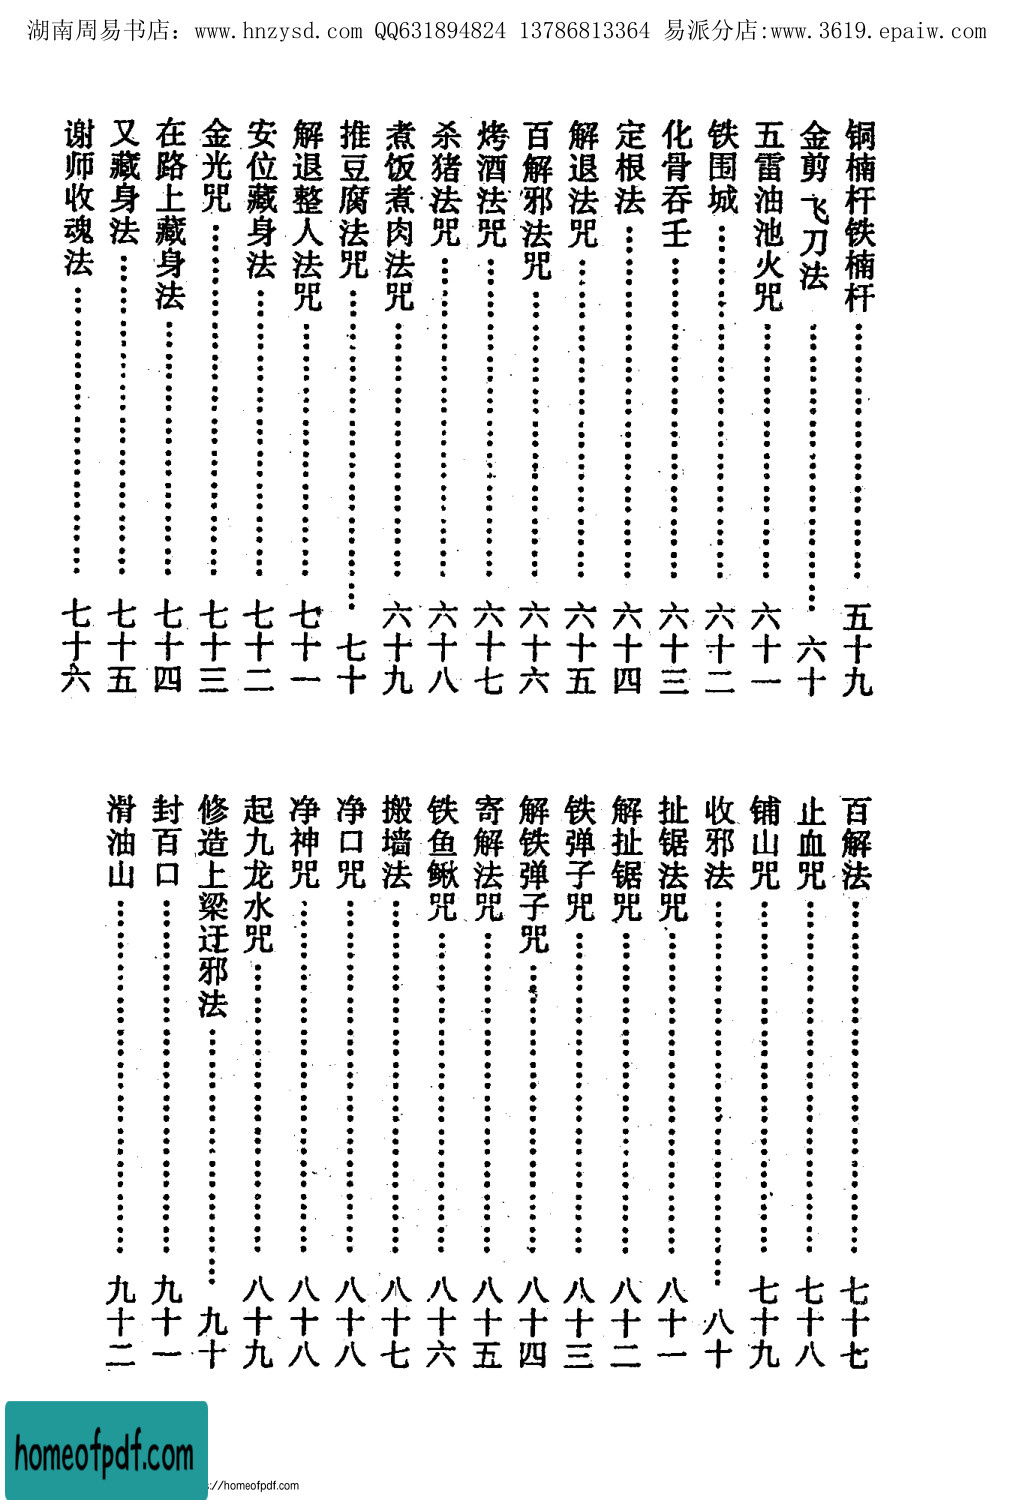 湖南周易书店：www.hnzysd.com QQ631894824 13786813364 易派分店:www.3619.epaiw.com
铜楠杆铁楠杆……五十九
金剪飞刀法……六十
五雷油池火咒……六十一
铁围城……六十二
化骨吞壬……六十三
定根法……六十四
解退法咒……六十五
百解邪法咒……六十六
烤酒法咒……六十七
杀猪法咒……六十八
煮饭煮肉法咒……六十九
推豆腐法咒……七十
解退整人法咒……七十一
安位藏身法……七十二
金光咒……七十三
在路上藏身法……七十四
又藏身法……七十五
谢师收魂法……七十六
百解法……七十七
止血咒……七十八
铺山咒……七十九
收邪法……八十
扯锯法咒……八十一
解扯锯咒……八十二
铁弹子咒……八十三
解铁弹子咒……八十四
寄解法咒……八十五
铁鱼鳅咒……八十六
搬墙法……八十七
净口咒……八十八
净神咒……八十八
起九龙水咒……八十九
修造上梁迂邪法……九十
封百口……九十一
滑油山……九十二
homeofpdf.com
s://homeofpdf.com